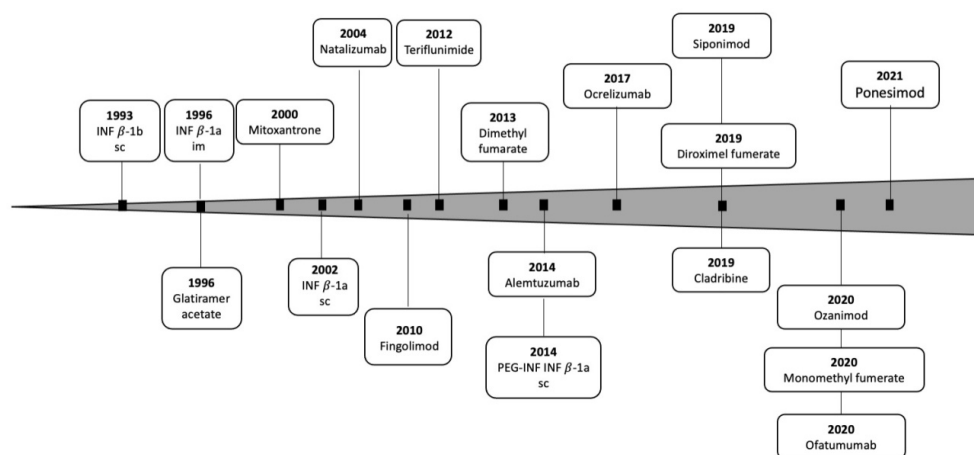 1993
INF β-1b
sc
1996
INF β-1a
im
1996
Glatiramer
acetate
2000
Mitoxantrone
2002
INF β-1a
sc
2004
Natalizumab
2010
Fingolimod
2012
Teriflunimide
2013
Dimethyl
fumarate
2014
Alemtuzumab
2014
PEG-INF INF β-1a
sc
2017
Ocrelizumab
2019
Siponimod
2019
Diroximel fumerate
2019
Cladribine
2020
Ozanimod
2020
Monomethyl fumerate
2020
Ofatumumab
2021
Ponesimod